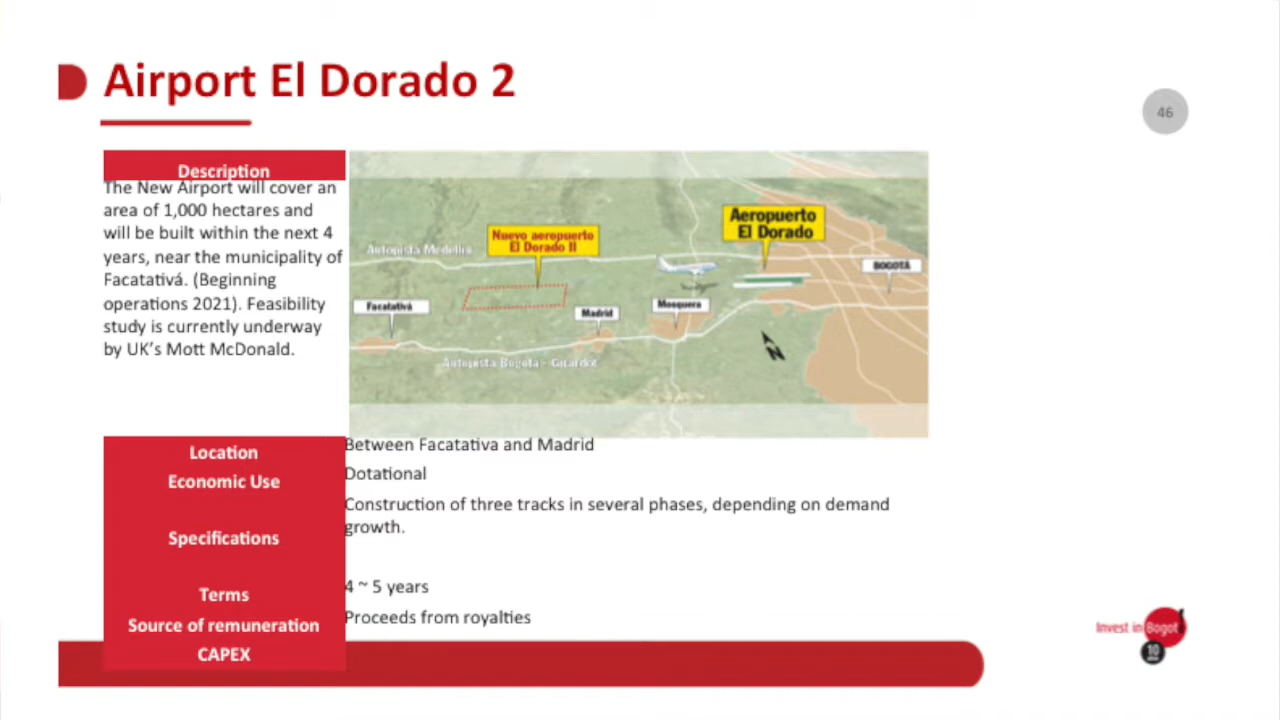 Airport El Dorado 2
46
Description
The New Airport will cover an
area of 1,000 hectares and
will be built within the next 4
years, near the municipality of
Facatativá. (Beginning
operations 2021). Feasibility
study is currently underway
by UK's Mott McDonald.
Aeropuerto
El Dorado
Nuevo aeropuerto
El Dorado II
Autopista Medellín
BOGOTÁ
Facatativá
Madrid
Mosquera
N
Autopista Bogotá - Girardot
Location
Between Facatativa and Madrid
Economic Use
Dotational
Specifications
Construction of three tracks in several phases, depending on demand
growth.
Terms
4 ~ 5 years
Source of remuneration
Proceeds from royalties
CAPEX
Invest in Bogotá
10